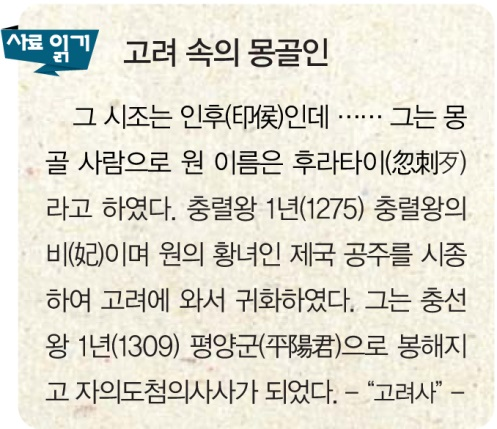 사료 읽기
고려 속의 몽골인
그 시조는 인후(印侯)인데 …… 그는 몽
골 사람으로 원 이름은 후라타이(忽刺歹)
라고 하였다. 충렬왕 1년(1275) 충렬왕의
비(妃)이며 원의 황녀인 제국 공주를 시종
하여 고려에 와서 귀화하였다. 그는 충선
왕 1년(1309) 평양군(平陽君)으로 봉해지
고 자의도첨의사사가 되었다. – “고려사” –